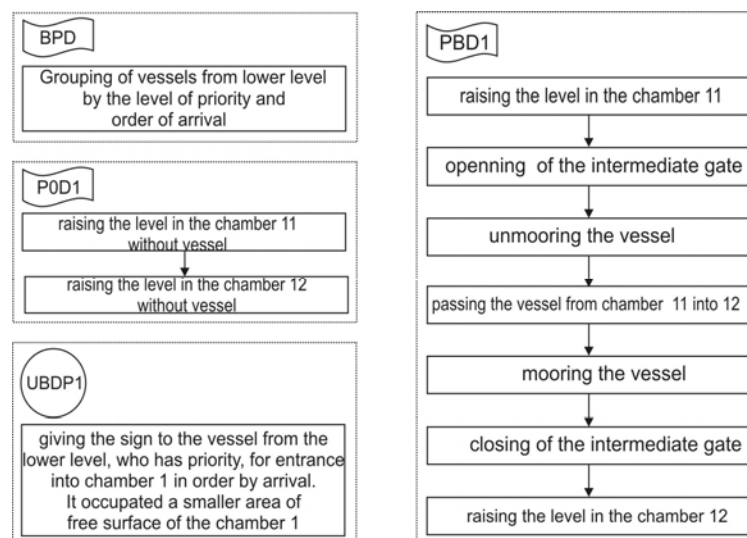 BPD
Grouping of vessels from lower level
by the level of priority and
order of arrival
P0D1
raising the level in the chamber 11
without vessel
raising the level in the chamber 12
without vessel
UBDP1
giving the sign to the vessel from the
lower level, who has priority, for entrance
into chamber 1 in order by arrival.
It occupated a smaller area of
free surface of the chamber 1
PBD1
raising the level in the chamber 11
openning of the intermediate gate
unmooring the vessel
passing the vessel from chamber 11 into 12
mooring the vessel
closing of the intermediate gate
raising the level in the chamber 12